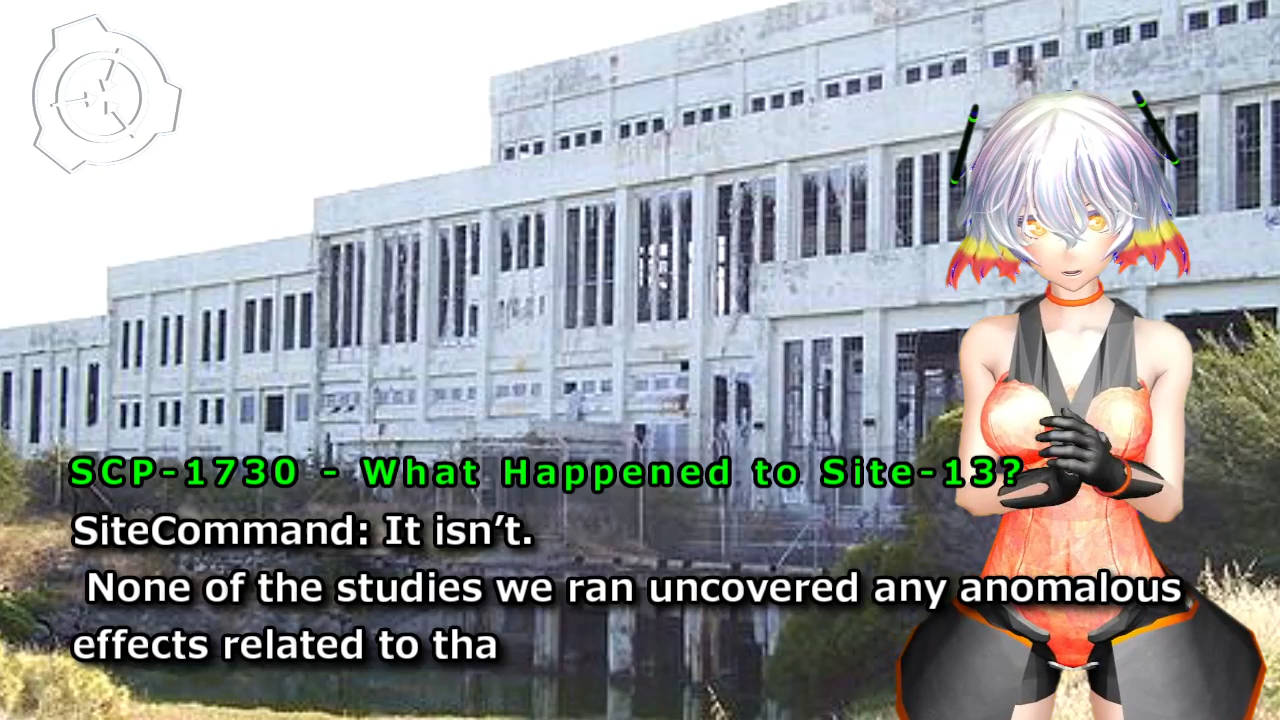 SCP-1730 - What Happened to Site-13?
SiteCommand: It isn’t.
None of the studies we ran uncovered any anomalous
effects related to tha